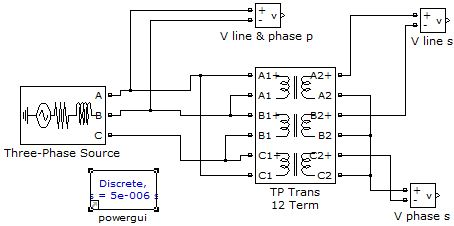 +
-
v
V line & phase p
+
-
v
V line s
A
B
C
Three-Phase Source
A1+ A2+
A1 A2
B1+ B2+
B1 B2
C1+ C2+
C1 C2
TP Trans
12 Term
Discrete,
s = 5e-006 s
powergui
+
-
v
V phase s